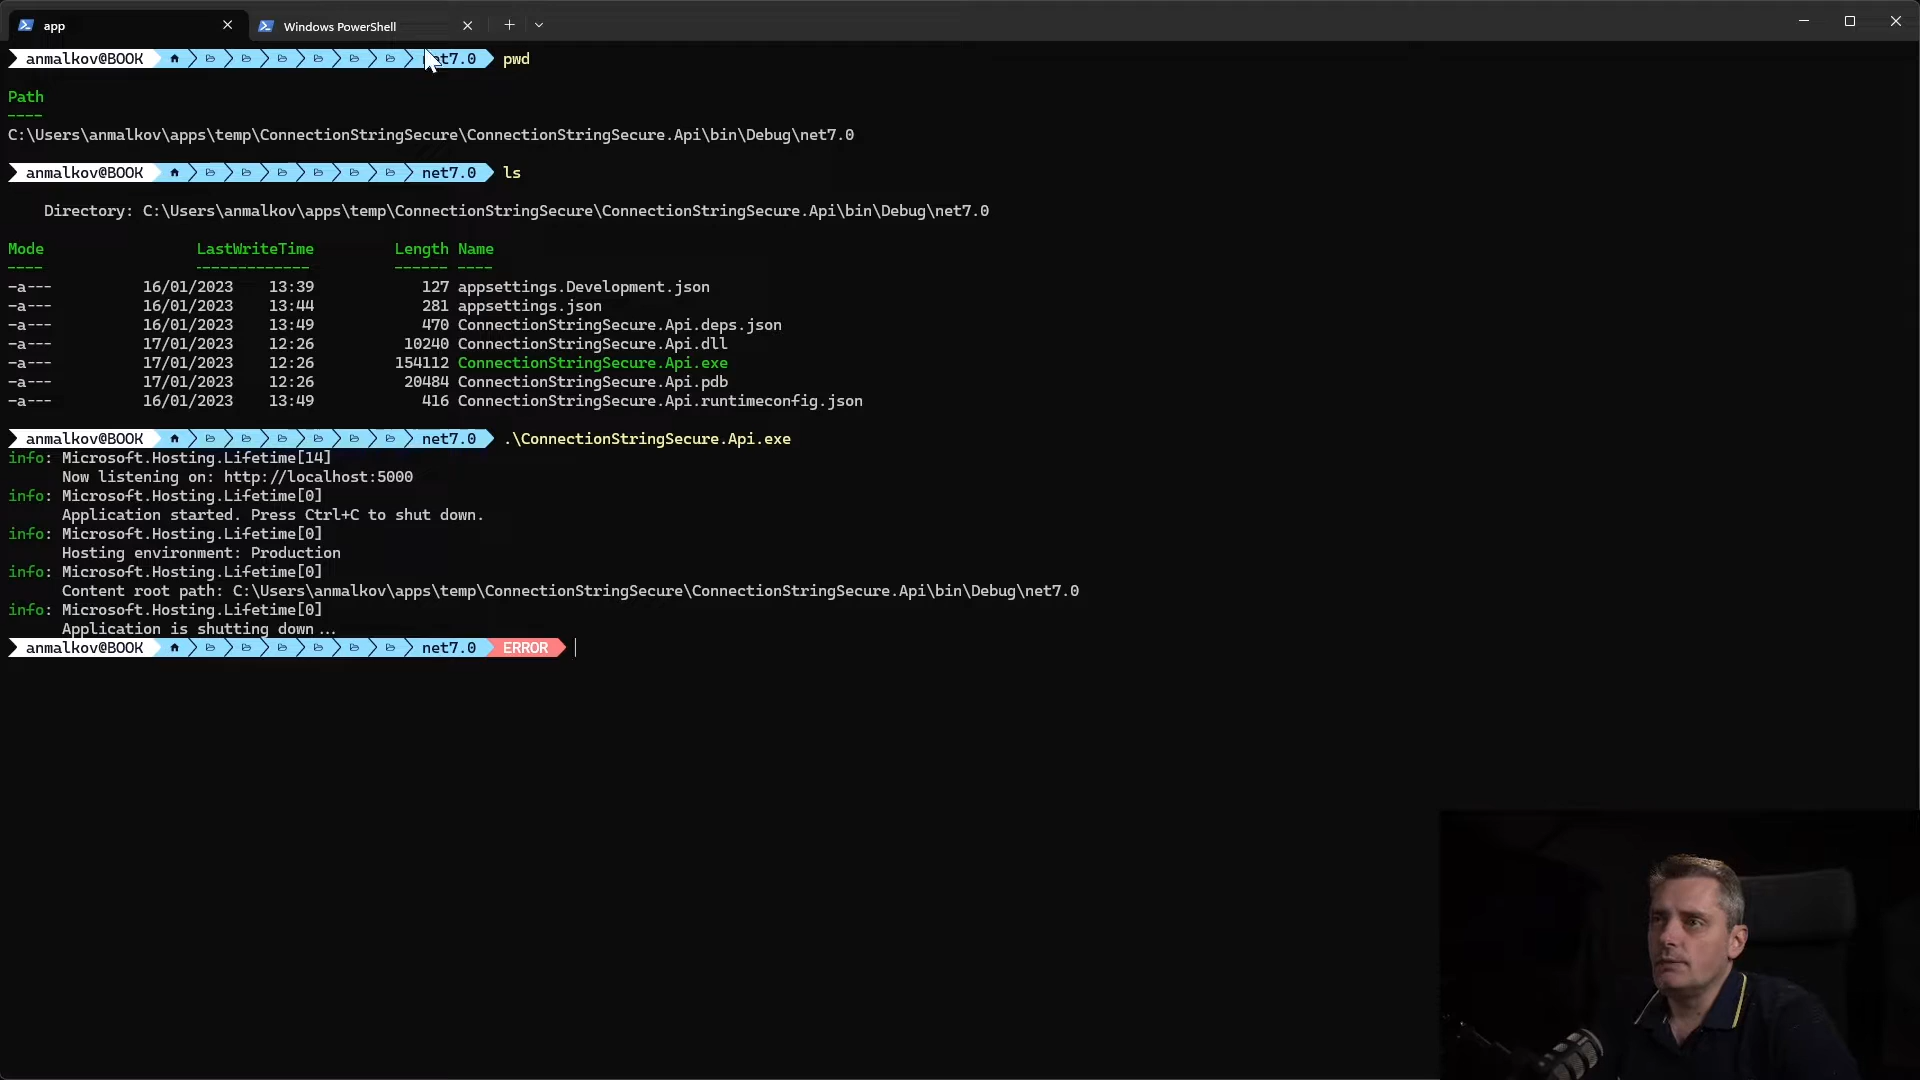 app
Windows PowerShell
anmalkov@BOOK net7.0 pwd
Path
----
C:\Users\anmalkov\apps\temp\ConnectionStringSecure\ConnectionStringSecure.Api\bin\Debug\net7.0
anmalkov@BOOK net7.0 ls
Directory: C:\Users\anmalkov\apps\temp\ConnectionStringSecure\ConnectionStringSecure.Api\bin\Debug\net7.0
Mode LastWriteTime Length Name
---- ------------- ------ ----
-a--- 16/01/2023 13:39 127 appsettings.Development.json
-a--- 16/01/2023 13:44 281 appsettings.json
-a--- 16/01/2023 13:49 470 ConnectionStringSecure.Api.deps.json
-a--- 17/01/2023 12:26 10240 ConnectionStringSecure.Api.dll
-a--- 17/01/2023 12:26 154112 ConnectionStringSecure.Api.exe
-a--- 17/01/2023 12:26 20484 ConnectionStringSecure.Api.pdb
-a--- 16/01/2023 13:49 416 ConnectionStringSecure.Api.runtimeconfig.json
anmalkov@BOOK net7.0 .\ConnectionStringSecure.Api.exe
info: Microsoft.Hosting.Lifetime[14]
Now listening on: http://localhost:5000
info: Microsoft.Hosting.Lifetime[0]
Application started. Press Ctrl+C to shut down.
info: Microsoft.Hosting.Lifetime[0]
Hosting environment: Production
info: Microsoft.Hosting.Lifetime[0]
Content root path: C:\Users\anmalkov\apps\temp\ConnectionStringSecure\ConnectionStringSecure.Api\bin\Debug\net7.0
info: Microsoft.Hosting.Lifetime[0]
Application is shutting down...
anmalkov@BOOK net7.0 ERROR